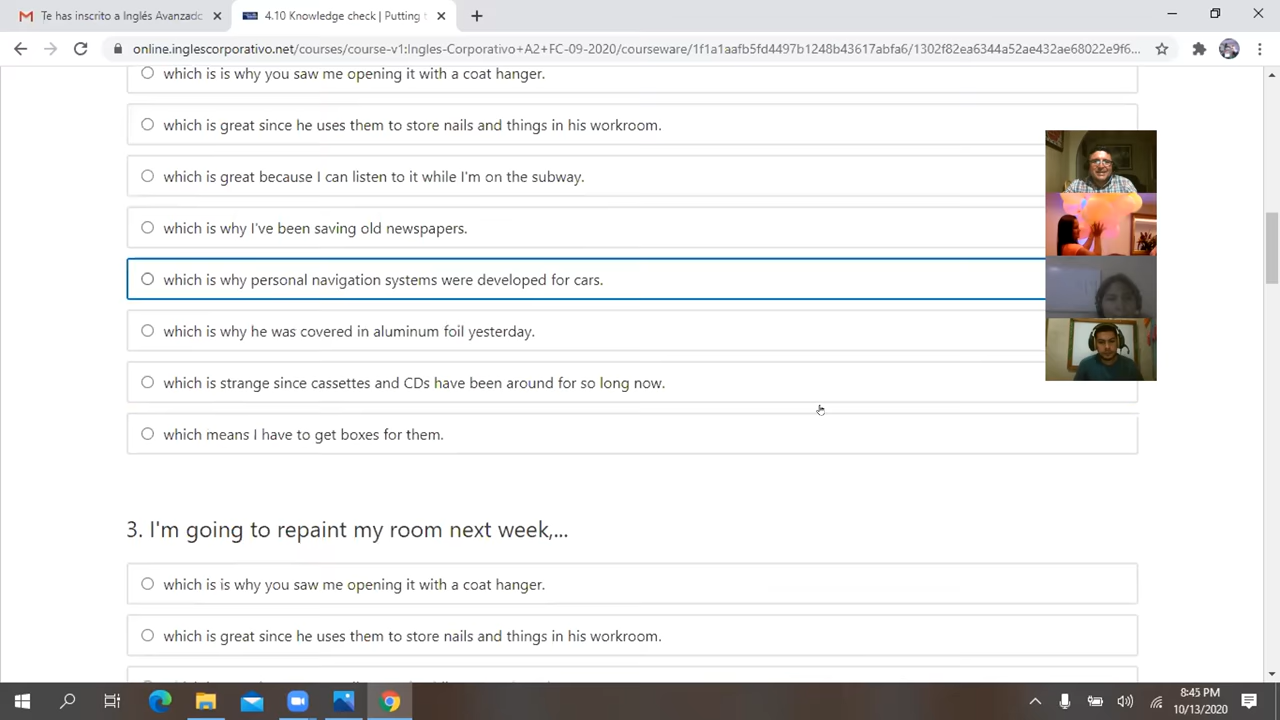 Te has inscrito a Inglés Avanzado
4.10 Knowledge check | Putting
online.inglescorporativo.net/courses/course-v1:Ingles-Corporativo+A2+FC-09-2020/courseware/1f1a1aafb5fd4497b1248b43617abfa6/1302f82ea6344a52ae432ae68022e9f6...
which is is why you saw me opening it with a coat hanger.
which is great since he uses them to store nails and things in his workroom.
which is great because I can listen to it while I'm on the subway.
which is why I've been saving old newspapers.
which is why personal navigation systems were developed for cars.
which is why he was covered in aluminum foil yesterday.
which is strange since cassettes and CDs have been around for so long now.
which means I have to get boxes for them.
3. I'm going to repaint my room next week,...
which is is why you saw me opening it with a coat hanger.
which is great since he uses them to store nails and things in his workroom.
8:45 PM
10/13/2020